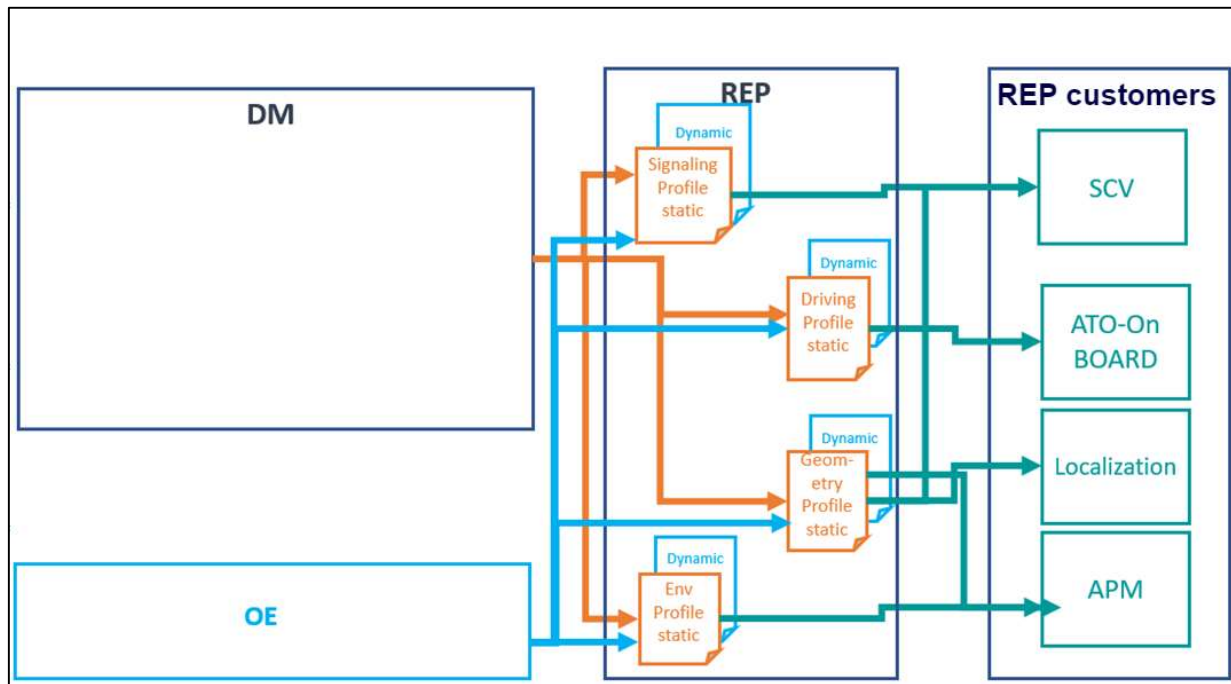 DM
REP
REP customers
Dynamic
Signaling
Profile
static
SCV
Dynamic
Driving
Profile
static
ATO-On
BOARD
Dynamic
Geom-
etry
Profile
static
Localization
Dynamic
Env
Profile
static
APM
OE